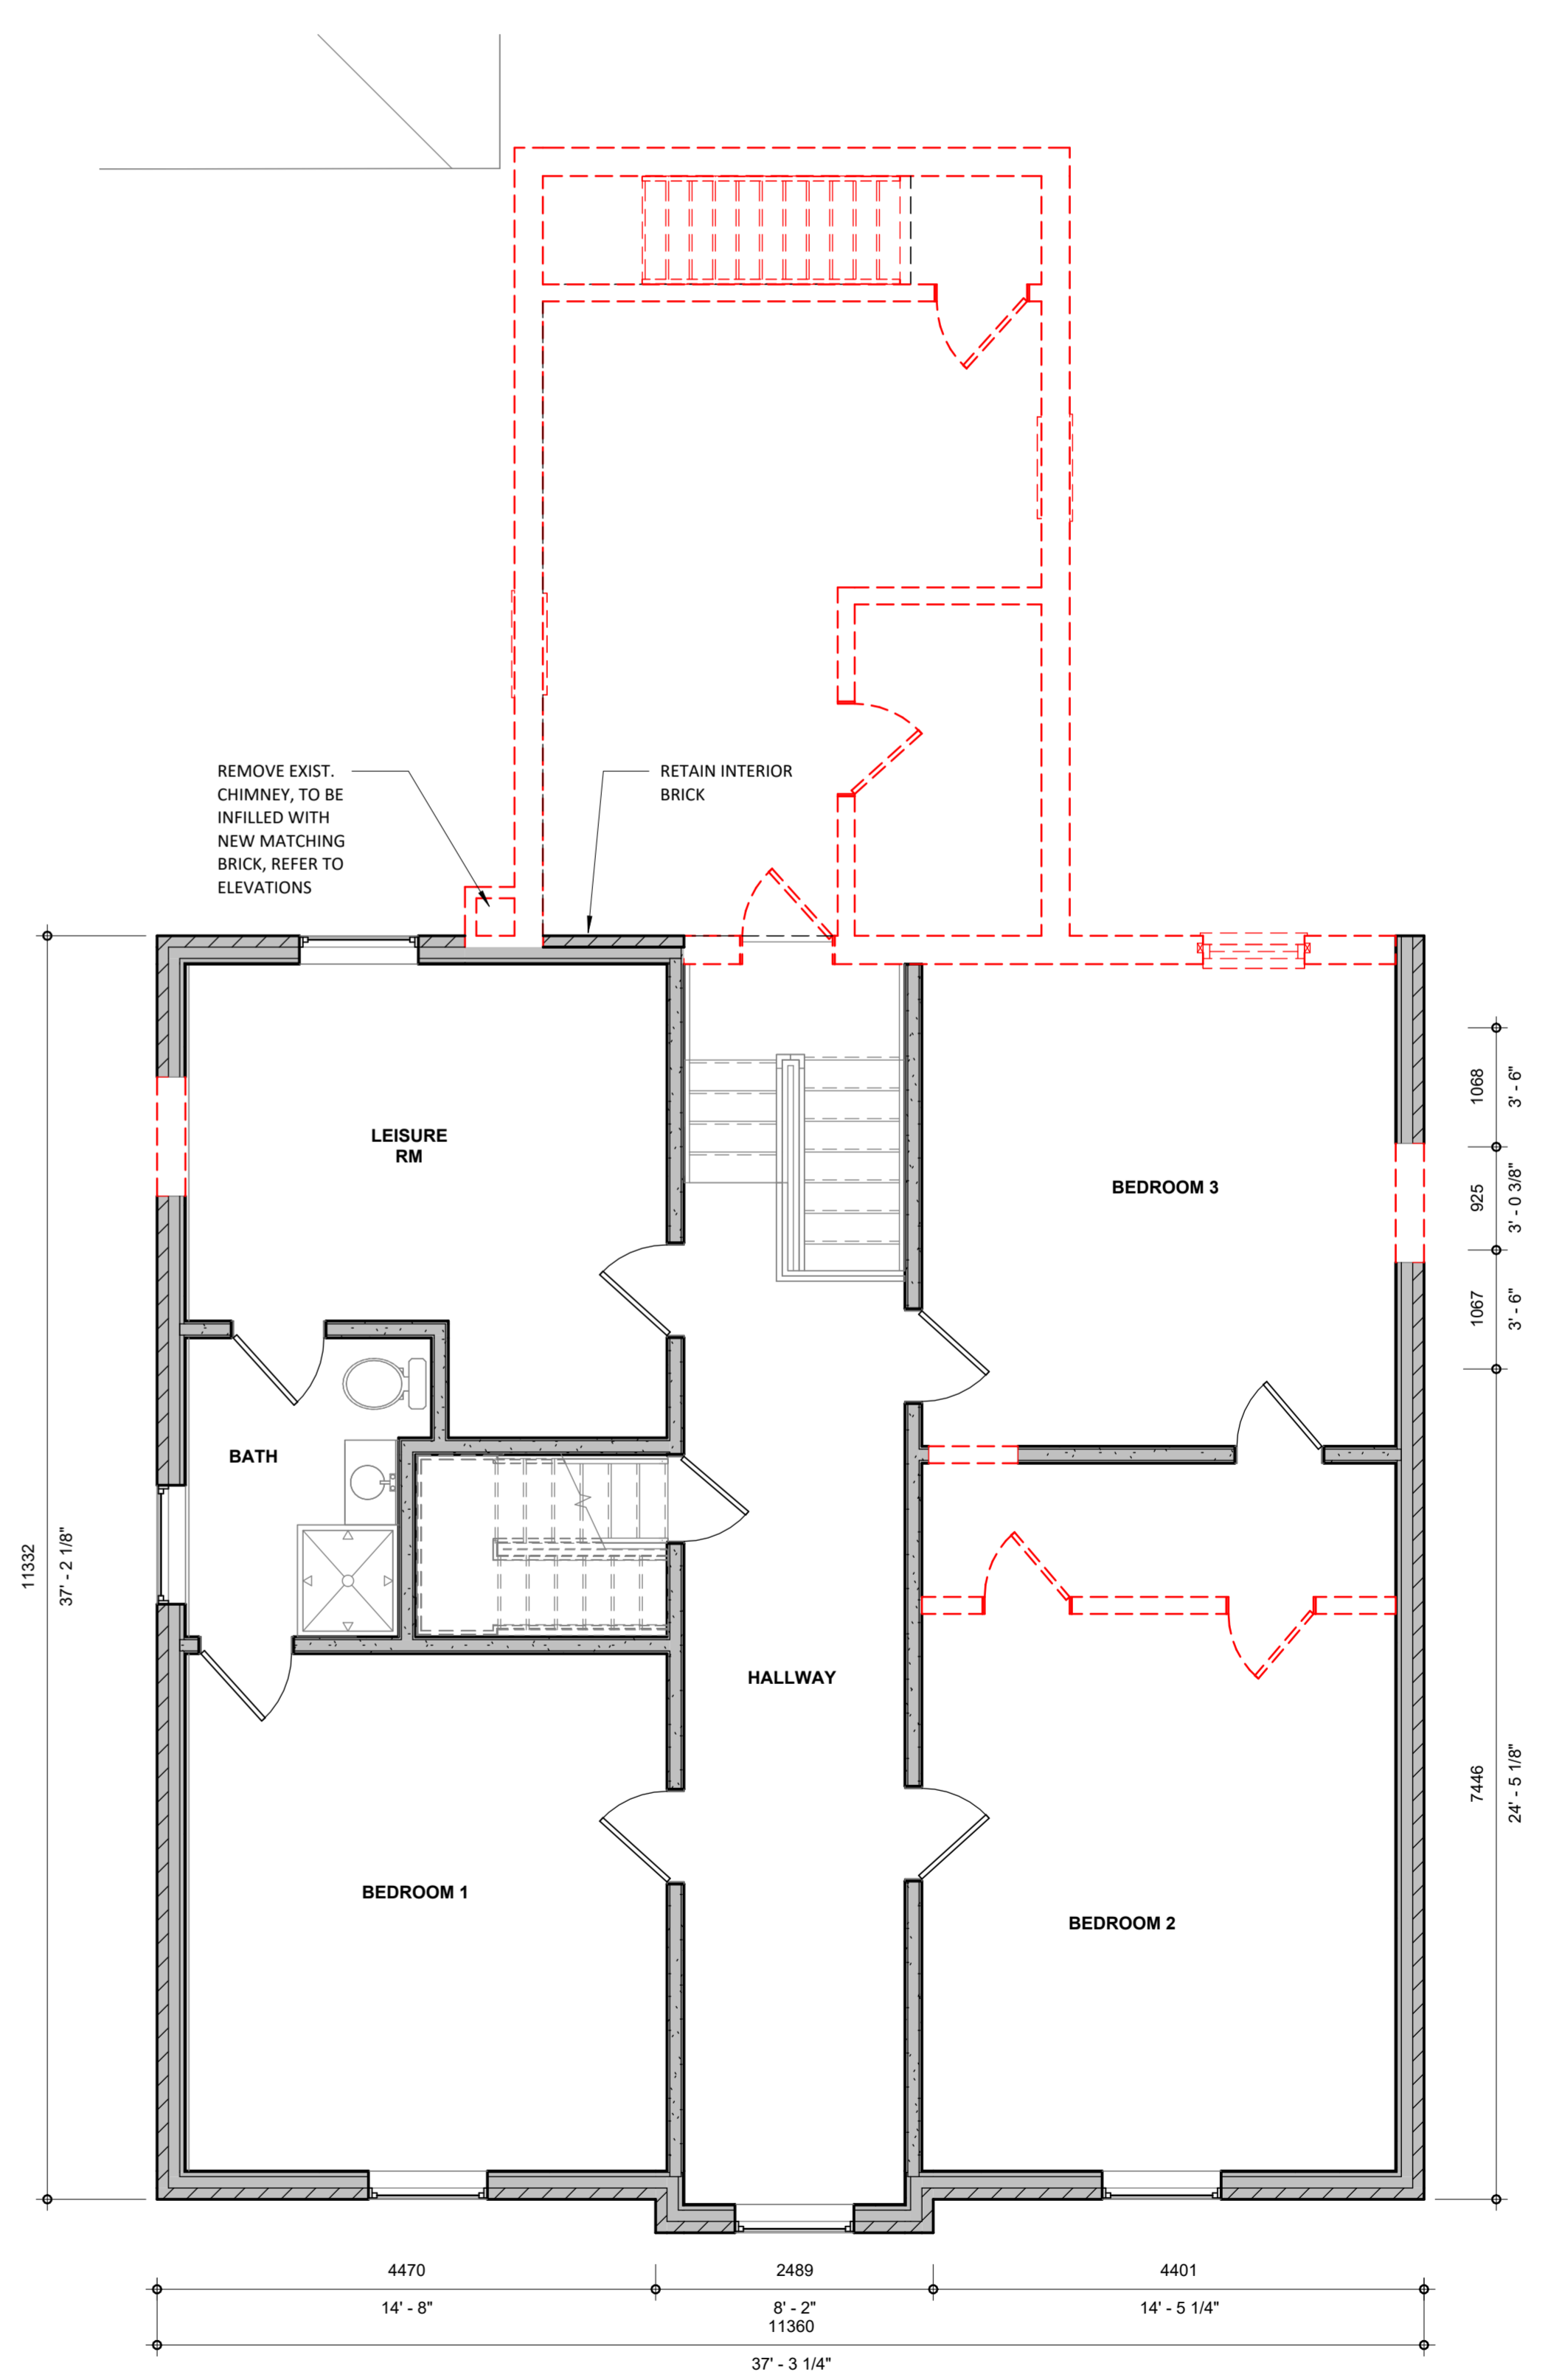 REMOVE EXIST.
CHIMNEY, TO BE
INFILLED WITH
NEW MATCHING
BRICK, REFER TO
ELEVATIONS
RETAIN INTERIOR
BRICK
LEISURE
RM
BEDROOM 3
BATH
HALLWAY
BEDROOM 1
BEDROOM 2
11332
37' - 2 1/8"
1068
3' - 6"
925
3' - 0 3/8"
1067
3' - 6"
7446
24' - 5 1/8"
4470
2489
4401
14' - 8"
8' - 2"
14' - 5 1/4"
11360
37' - 3 1/4"